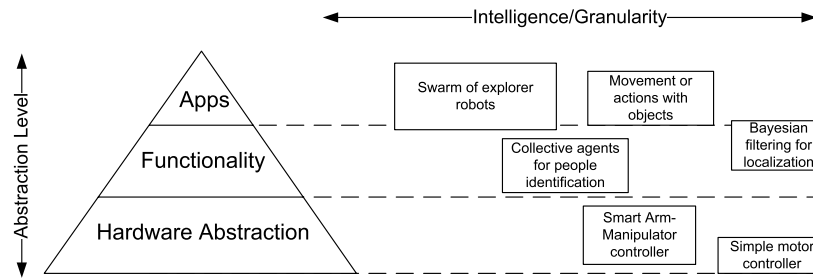 Intelligence/Granularity
Abstraction Level
Apps
Functionality
Hardware Abstraction
Swarm of explorer
robots
Movement or
actions with
objects
Bayesian
filtering for
localization
Collective agents
for people
identification
Smart Arm-
Manipulator
controller
Simple motor
controller